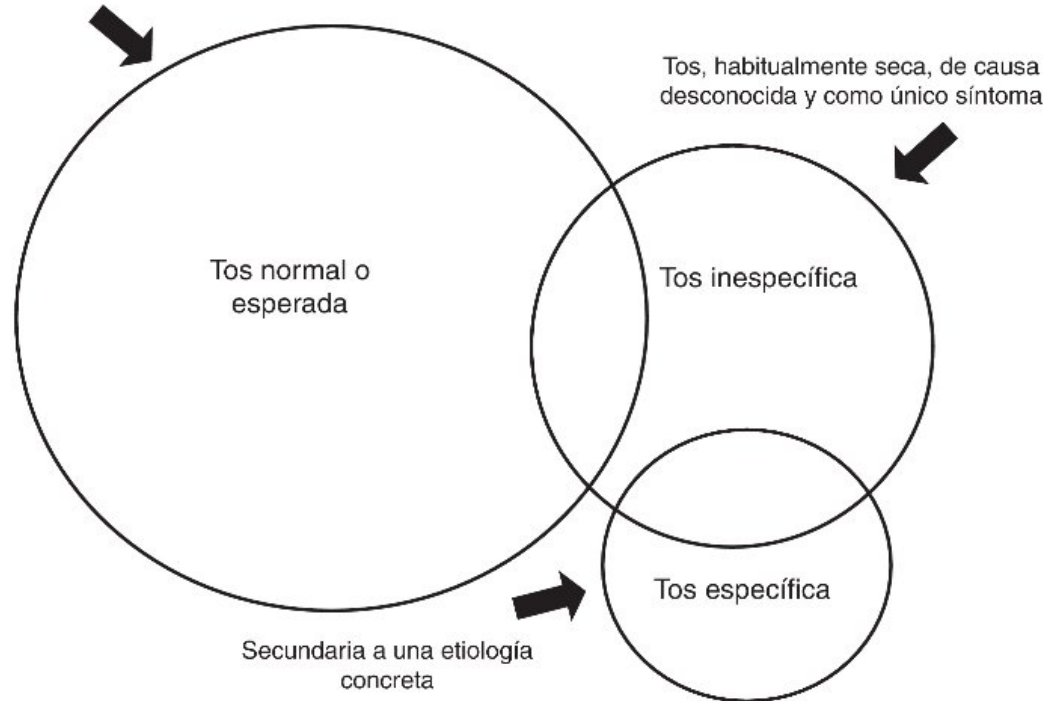 Tos, habitualmente seca, de causa
desconocida y como único síntoma
Tos normal o
esperada
Tos inespecífica
Tos específica
Secundaria a una etiología
concreta